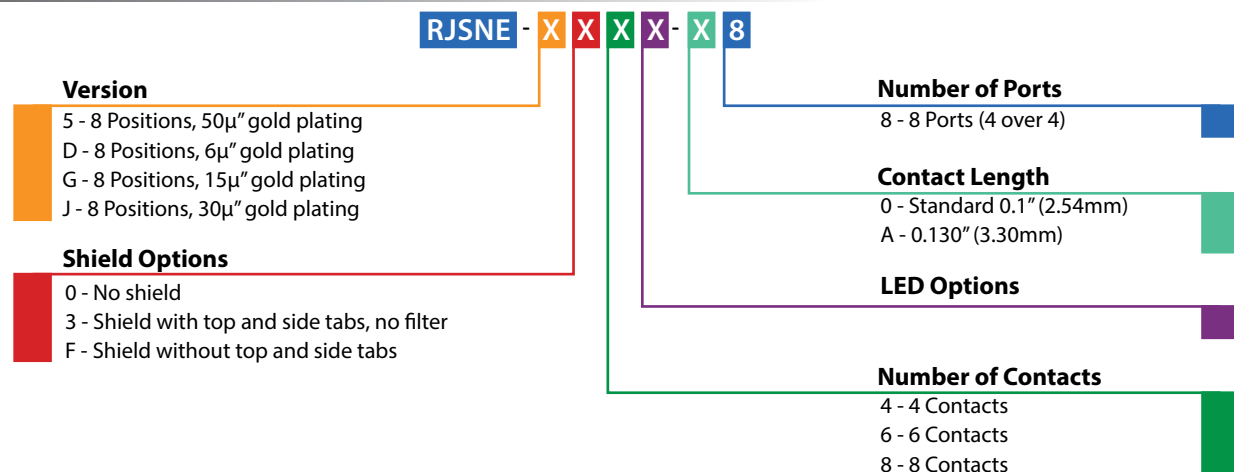 RJSNE - X X X X - X 8
Version
5 - 8 Positions, 50µ” gold plating
D - 8 Positions, 6µ” gold plating
G - 8 Positions, 15µ” gold plating
J - 8 Positions, 30µ” gold plating
Shield Options
0 - No shield
3 - Shield with top and side tabs, no filter
F - Shield without top and side tabs
Number of Ports
8 - 8 Ports (4 over 4)
Contact Length
0 - Standard 0.1” (2.54mm)
A - 0.130” (3.30mm)
LED Options
Number of Contacts
4 - 4 Contacts
6 - 6 Contacts
8 - 8 Contacts